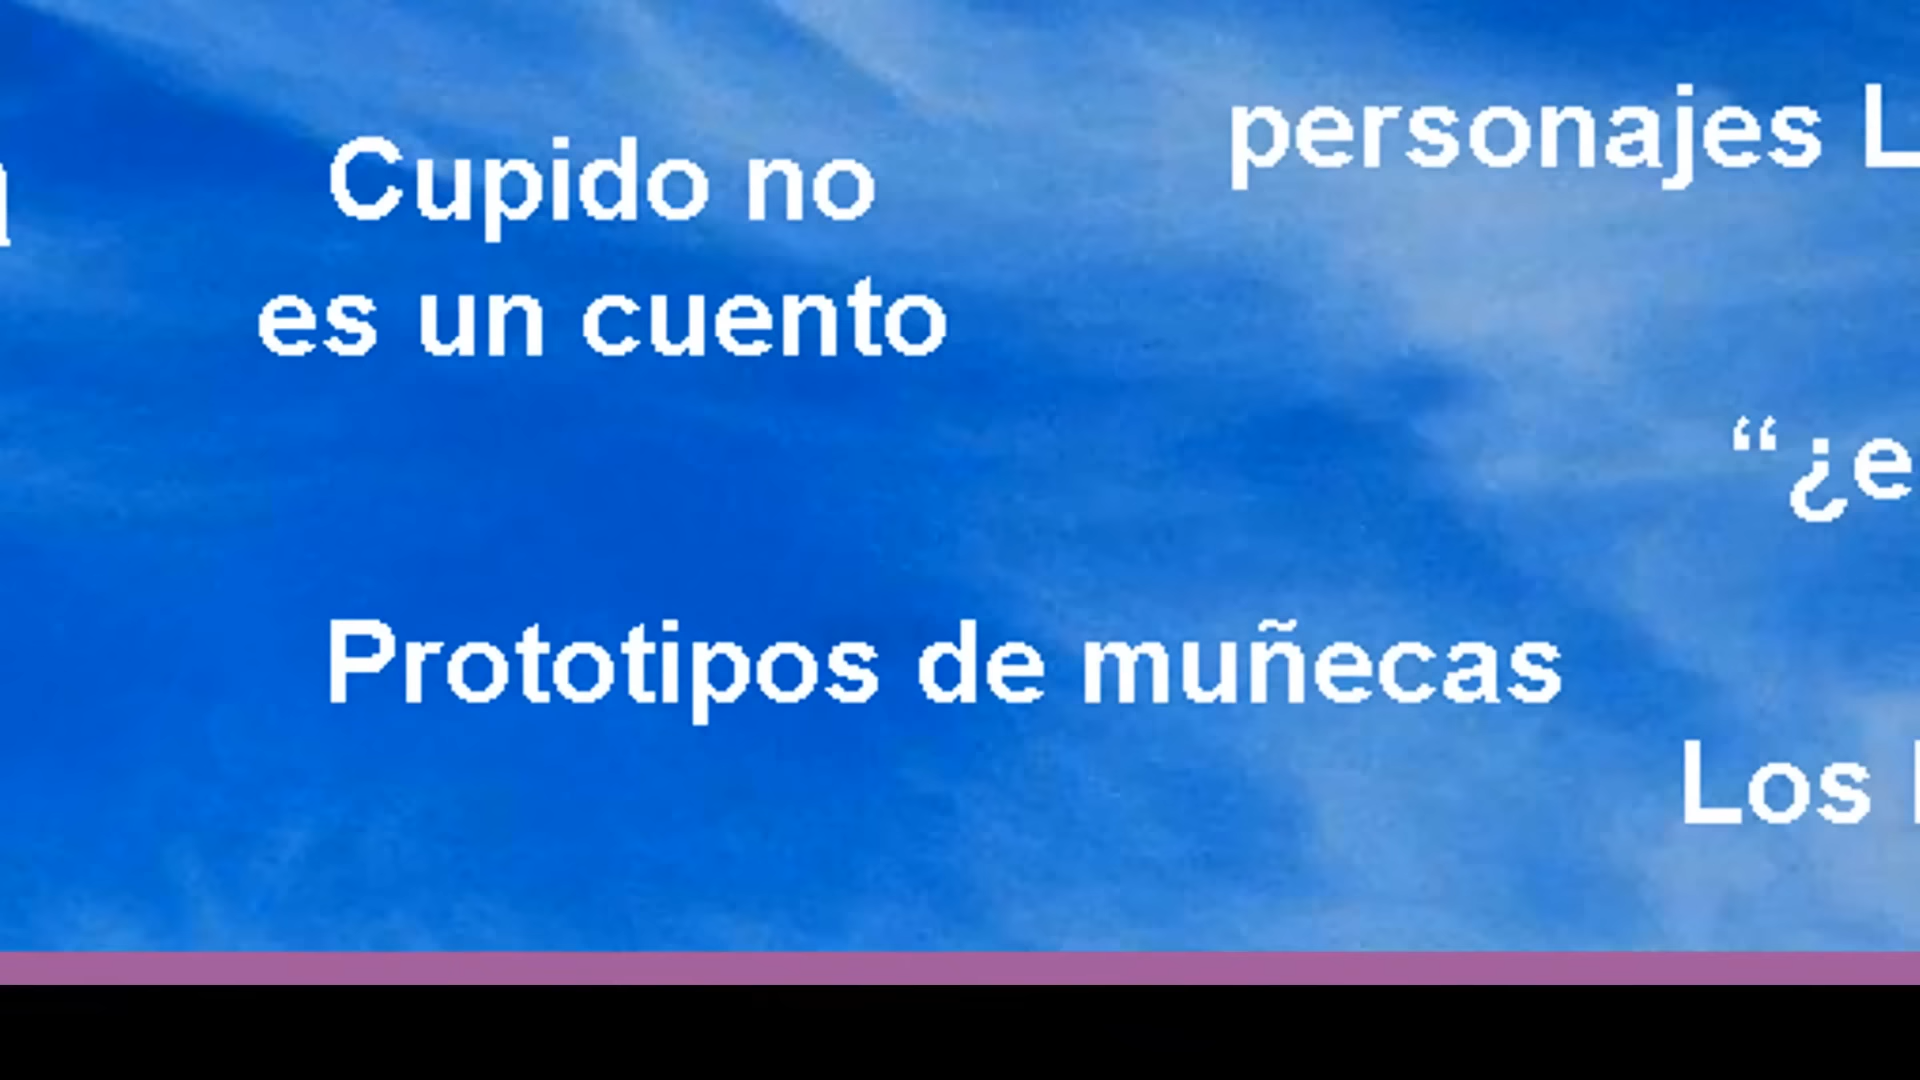 personajes
Cupido no
es un cuento
Prototipos de muñecas
Los